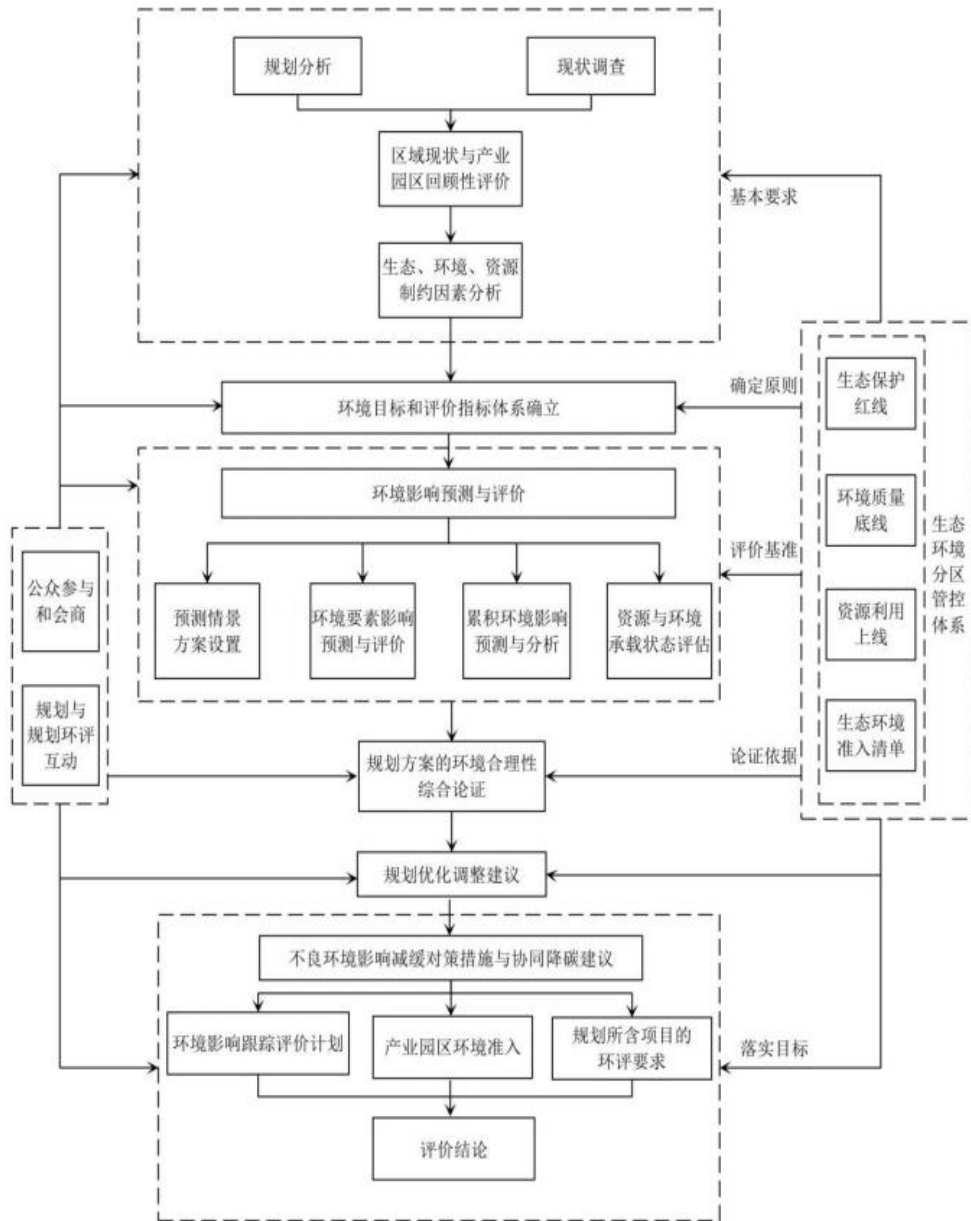 规划分析
现状调查
区域现状与产业
园区回顾性评价
基本要求
生态、环境、资源
制约因素分析
确定原则
环境目标和评价指标体系确立
生态保护
红线
环境影响预测与评价
环境质量
底线
生态
环境
分区
管控
体系
评价基准
公众参与
和会商
预测情景
方案设置
环境要素影响
预测与评价
累积环境影响
预测与分析
资源与环境
承载状态评估
资源利用
上线
规划与
规划环评
互动
规划方案的环境合理性
综合论证
论证依据
生态环境
准入清单
规划优化调整建议
不良环境影响减缓对策措施与协同降碳建议
环境影响跟踪评价计划
产业园区环境准入
规划所含项目的
环评要求
落实目标
评价结论